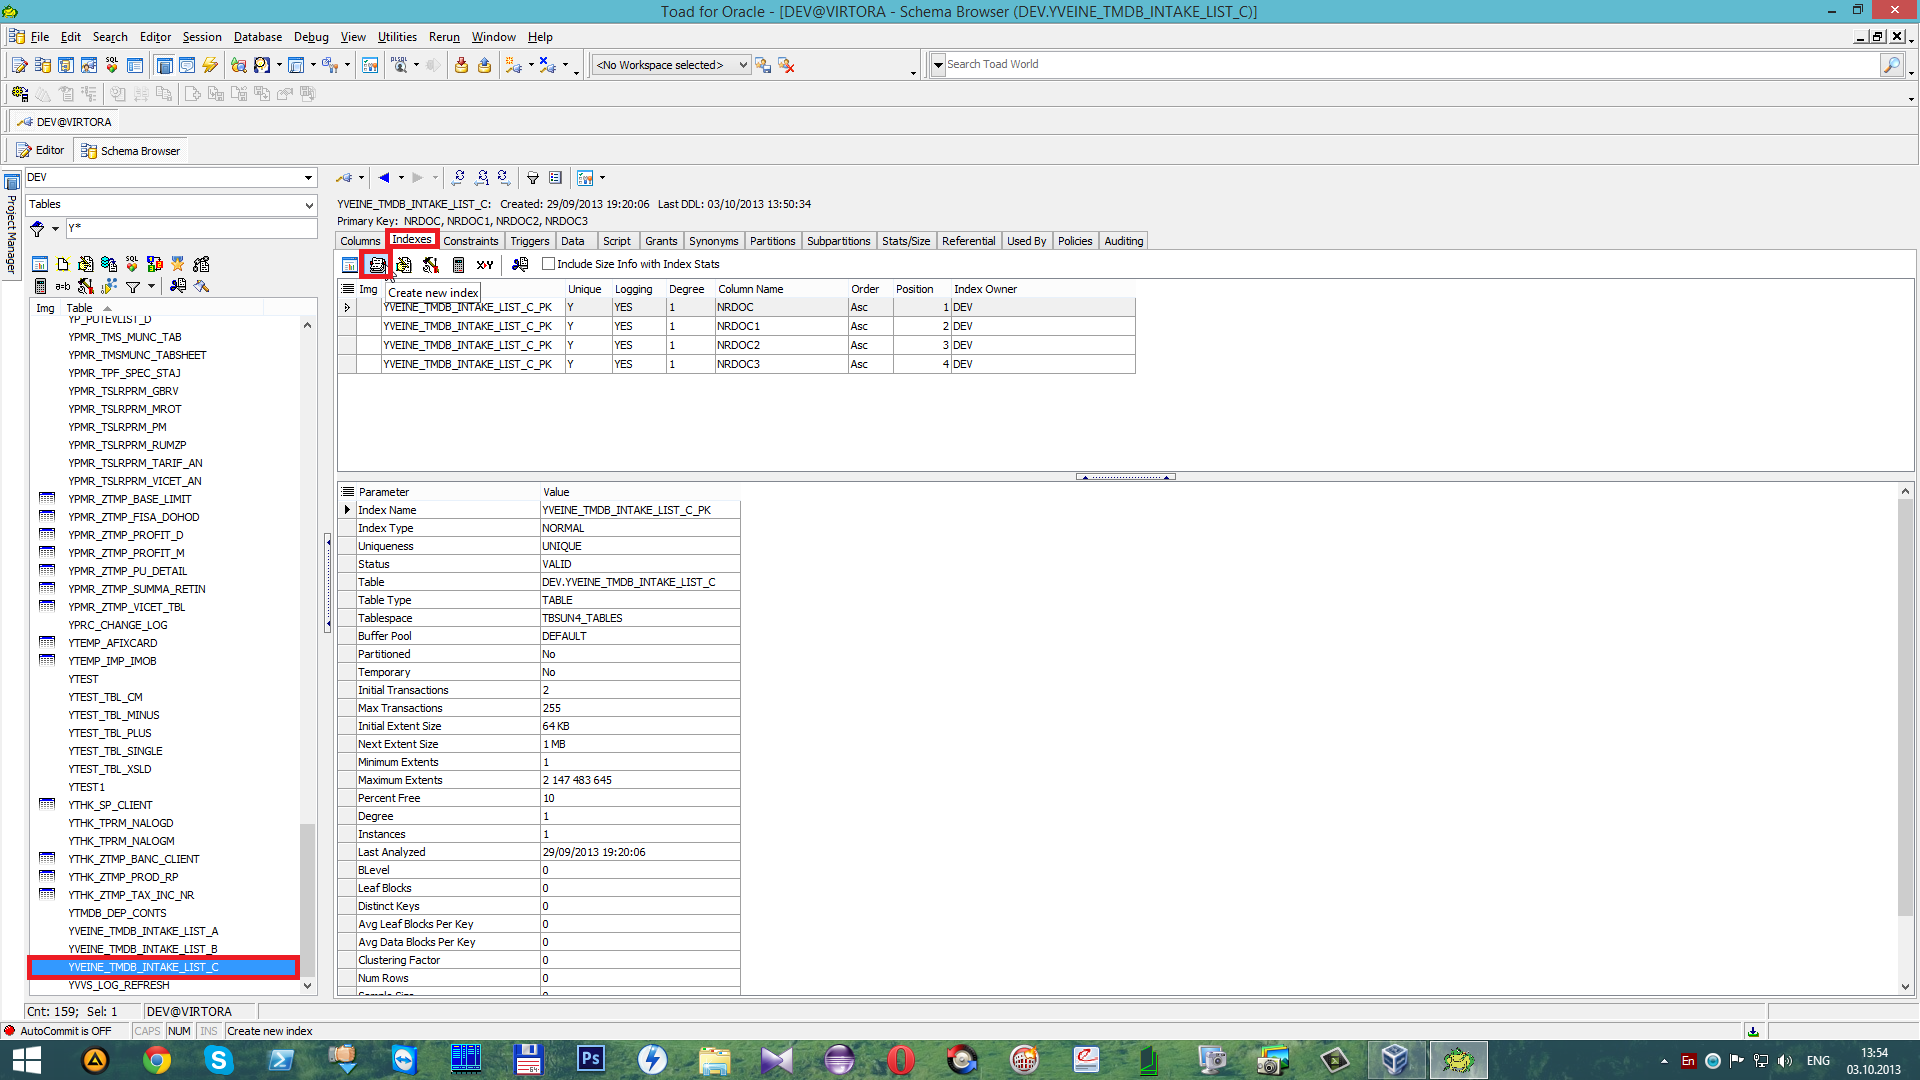 Toad for Oracle - [DEV@VIRTORA - Schema Browser (DEV.YVEINE_TMDB_INTAKE_LIST_C)]
File Edit Search Editor Session Database Debug View Utilities Rerun Window Help
<No Workspace selected> Search Toad World
DEV@VIRTORA
Editor Schema Browser
Project Manager
DEV
Tables
Y*
Img Table
YP_PUTEVLIST_D
YPMR_TMS_MUNC_TAB
YPMR_TMSMUNC_TABSHEET
YPMR_TPF_SPEC_STAJ
YPMR_TSLRPRM_GBRV
YPMR_TSLRPRM_MROT
YPMR_TSLRPRM_PM
YPMR_TSLRPRM_RUMZP
YPMR_TSLRPRM_TARIF_AN
YPMR_TSLRPRM_VICET_AN
YPMR_ZTMP_BASE_LIMIT
YPMR_ZTMP_FISA_DOHOD
YPMR_ZTMP_PROFIT_D
YPMR_ZTMP_PROFIT_M
YPMR_ZTMP_PU_DETAIL
YPMR_ZTMP_SUMMA_RETIN
YPMR_ZTMP_VICET_TBL
YPRC_CHANGE_LOG
YTEMP_AFIXCARD
YTEMP_IMP_IMOB
YTEST
YTEST_TBL_CM
YTEST_TBL_MINUS
YTEST_TBL_PLUS
YTEST_TBL_SINGLE
YTEST_TBL_XSLD
YTEST1
YTHK_SP_CLIENT
YTHK_TPRM_NALOGD
YTHK_TPRM_NALOGM
YTHK_ZTMP_BANC_CLIENT
YTHK_ZTMP_PROD_RP
YTHK_ZTMP_TAX_INC_NR
YTMDB_DEP_CONTS
YVEINE_TMDB_INTAKE_LIST_A
YVEINE_TMDB_INTAKE_LIST_B
YVEINE_TMDB_INTAKE_LIST_C
YVVS_LOG_REFRESH
YVEINE_TMDB_INTAKE_LIST_C: Created: 29/09/2013 19:20:06 Last DDL: 03/10/2013 13:50:34
Primary Key: NRDOC, NRDOC1, NRDOC2, NRDOC3
Columns Indexes Constraints Triggers Data Script Grants Synonyms Partitions Subpartitions Stats/Size Referential Used By Policies Auditing
Include Size Info with Index Stats
Img Unique Logging Degree Column Name Order Position Index Owner
Create new index
YVEINE_TMDB_INTAKE_LIST_C_PK Y YES 1 NRDOC Asc 1 DEV
YVEINE_TMDB_INTAKE_LIST_C_PK Y YES 1 NRDOC1 Asc 2 DEV
YVEINE_TMDB_INTAKE_LIST_C_PK Y YES 1 NRDOC2 Asc 3 DEV
YVEINE_TMDB_INTAKE_LIST_C_PK Y YES 1 NRDOC3 Asc 4 DEV
Parameter Value
Index Name YVEINE_TMDB_INTAKE_LIST_C_PK
Index Type NORMAL
Uniqueness UNIQUE
Status VALID
Table DEV.YVEINE_TMDB_INTAKE_LIST_C
Table Type TABLE
Tablespace TBSUN4_TABLES
Buffer Pool DEFAULT
Partitioned No
Temporary No
Initial Transactions 2
Max Transactions 255
Initial Extent Size 64 KB
Next Extent Size 1 MB
Minimum Extents 1
Maximum Extents 2 147 483 645
Percent Free 10
Degree 1
Instances 1
Last Analyzed 29/09/2013 19:20:06
BLevel 0
Leaf Blocks 0
Distinct Keys 0
Avg Leaf Blocks Per Key 0
Avg Data Blocks Per Key 0
Clustering Factor 0
Num Rows 0
Sample Size 0
Cnt: 159; Sel: 1 DEV@VIRTORA
AutoCommit is OFF CAPS NUM INS Create new index
Ps
En ENG 13:54
03.10.2013